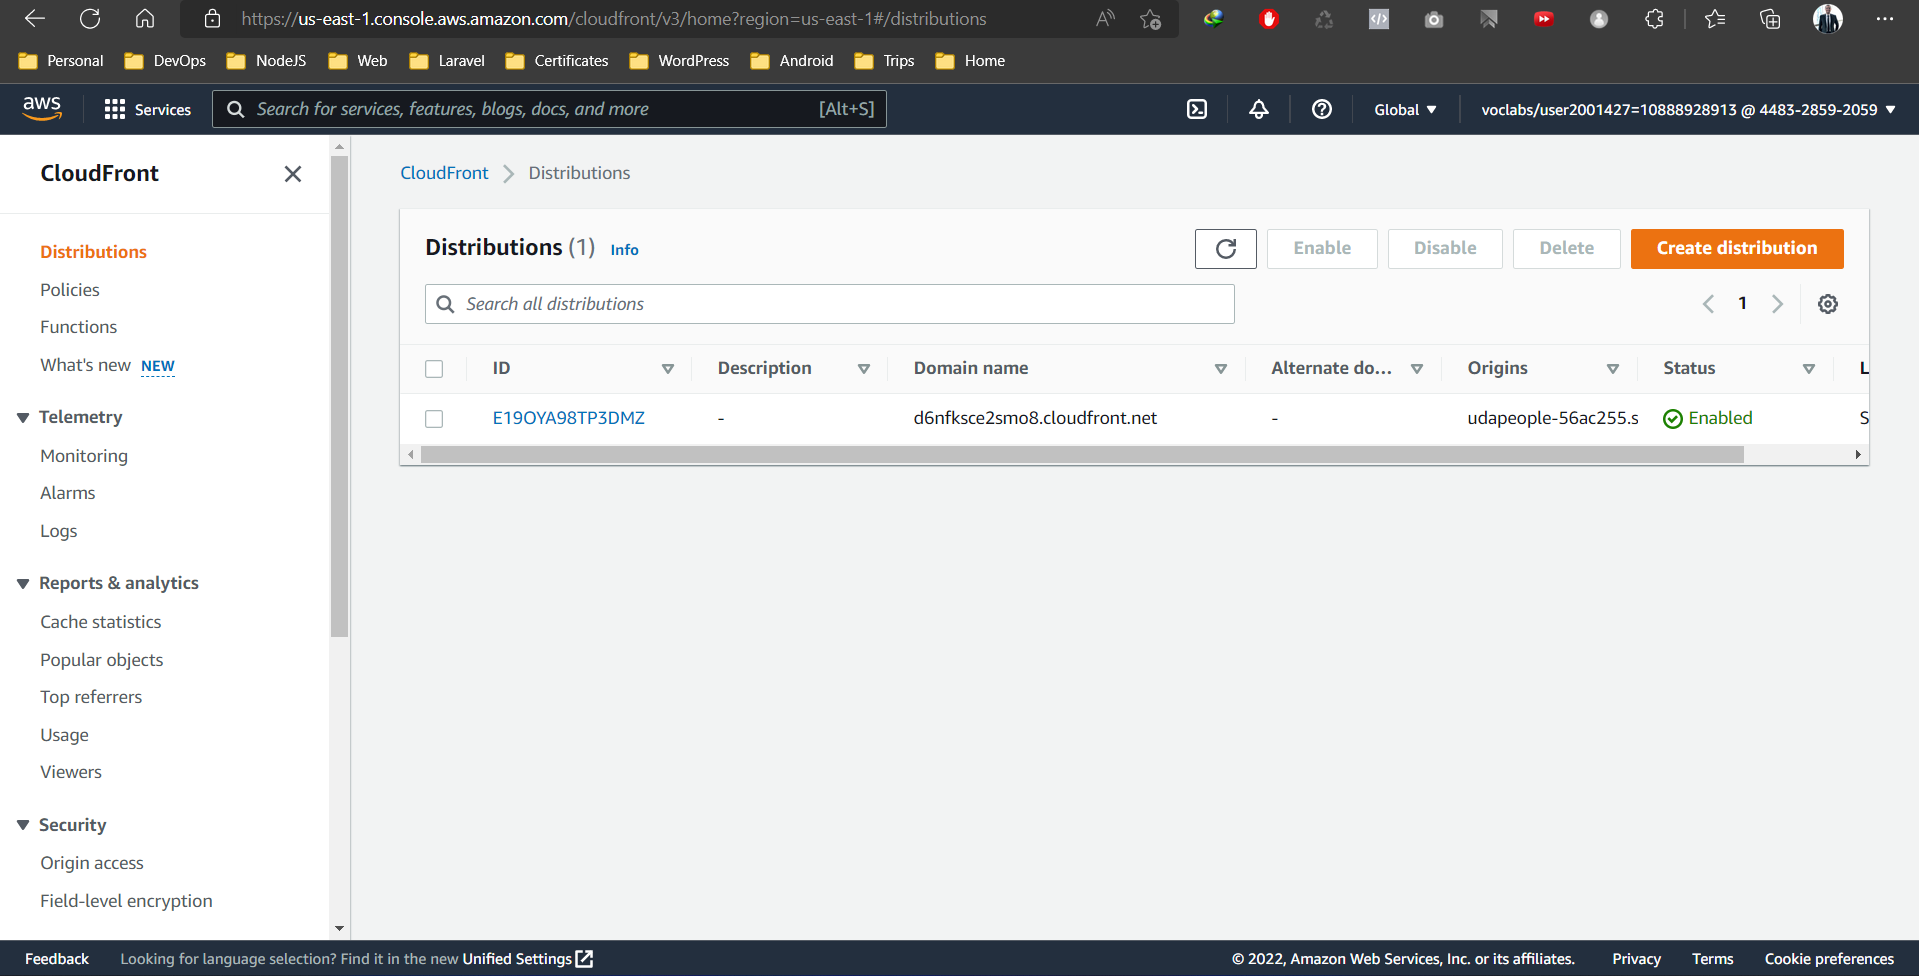 https://us-east-1.console.aws.amazon.com/cloudfront/v3/home?region=us-east-1#/distributions
Personal DevOps NodeJS Web Laravel Certificates WordPress Android Trips Home
aws Services Search for services, features, blogs, docs, and more [Alt+S] Global voclabs/user2001427=10888928913 @ 4483-2859-2059
CloudFront
Distributions
Policies
Functions
What's new NEW
Telemetry
Monitoring
Alarms
Logs
Reports & analytics
Cache statistics
Popular objects
Top referrers
Usage
Viewers
Security
Origin access
Field-level encryption
CloudFront Distributions
Distributions (1) Info Enable Disable Delete Create distribution
Search all distributions 1
ID Description Domain name Alternate do... Origins Status L
E19OYA98TP3DMZ - d6nfksce2smo8.cloudfront.net - udapeople-56ac255.s Enabled S
Feedback Looking for language selection? Find it in the new Unified Settings © 2022, Amazon Web Services, Inc. or its affiliates. Privacy Terms Cookie preferences